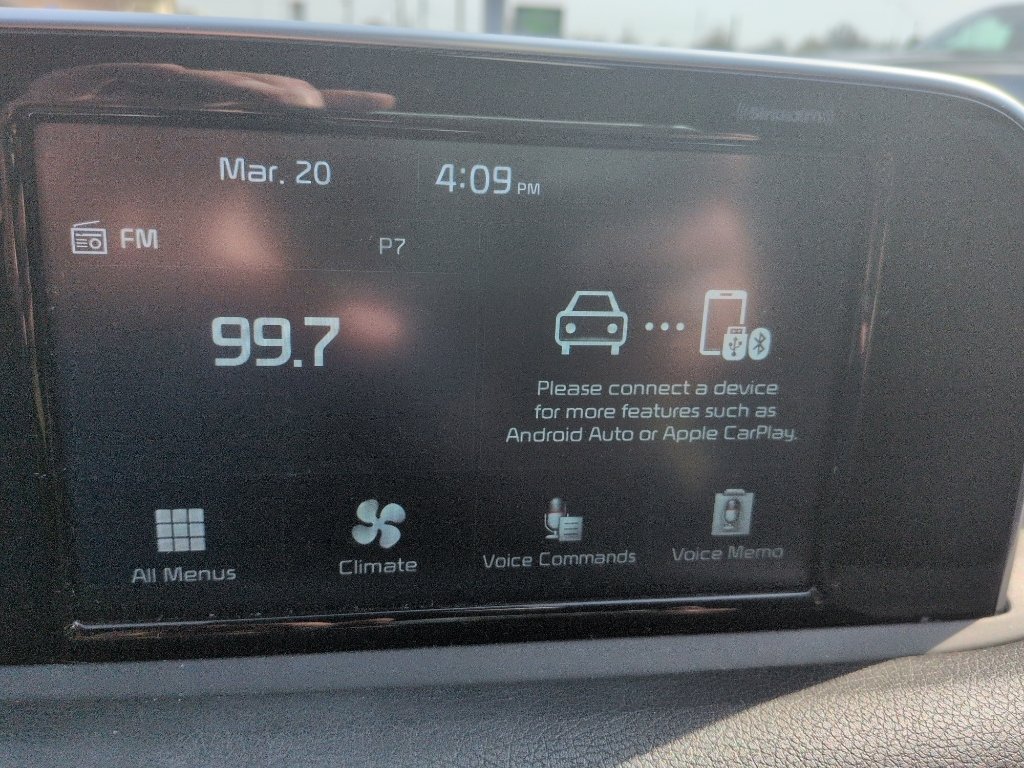 Mar. 20
4:09 PM
FM
P7
99.7
Please connect a device
for more features such as
Android Auto or Apple CarPlay.
All Menus
Climate
Voice Commands
Voice Memo